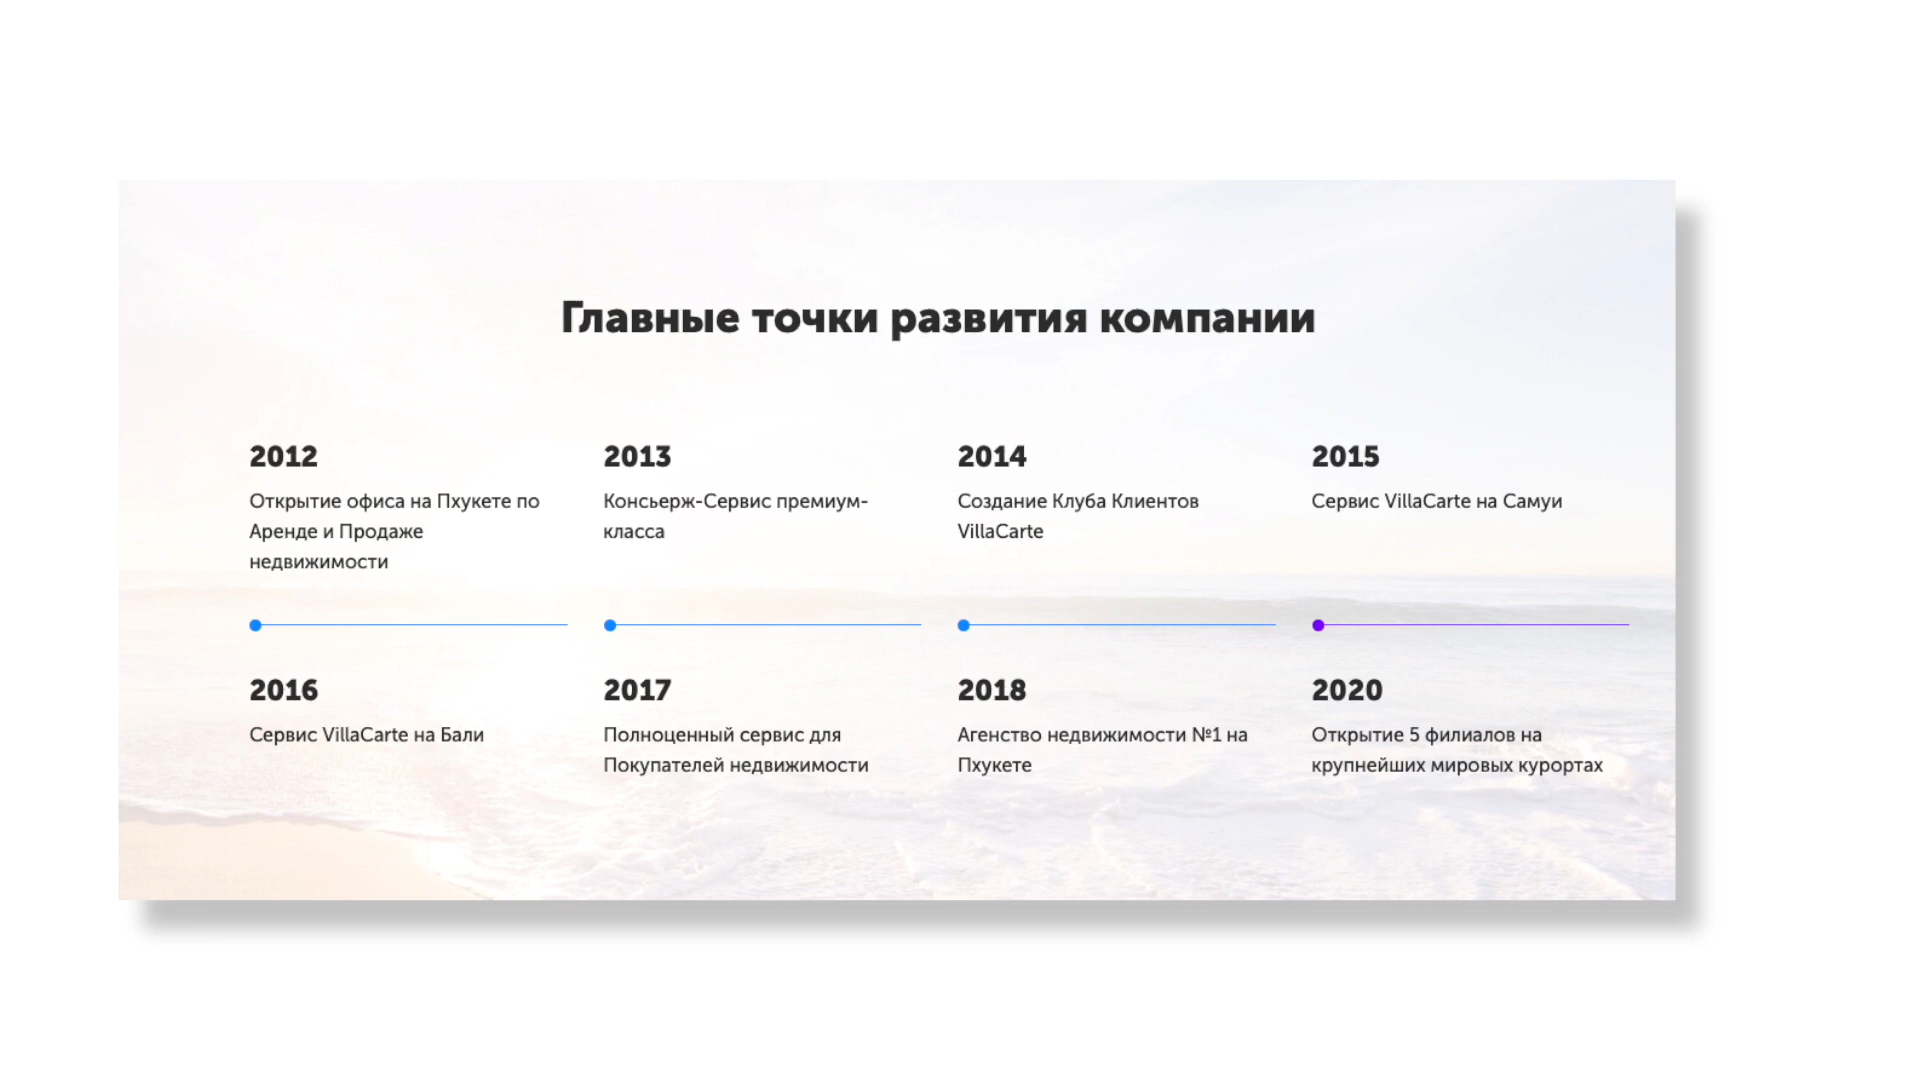 Главные точки развития компании
2012
Открытие офиса на Пхукете по
Аренде и Продаже
недвижимости
2013
Консьерж-Сервис премиум-
класса
2014
Создание Клуба Клиентов
VillaCarte
2015
Сервис VillaCarte на Самуи
2016
Сервис VillaCarte на Бали
2017
Полноценный сервис для
Покупателей недвижимости
2018
Агенство недвижимости №1 на
Пхукете
2020
Открытие 5 филиалов на
крупнейших мировых курортах